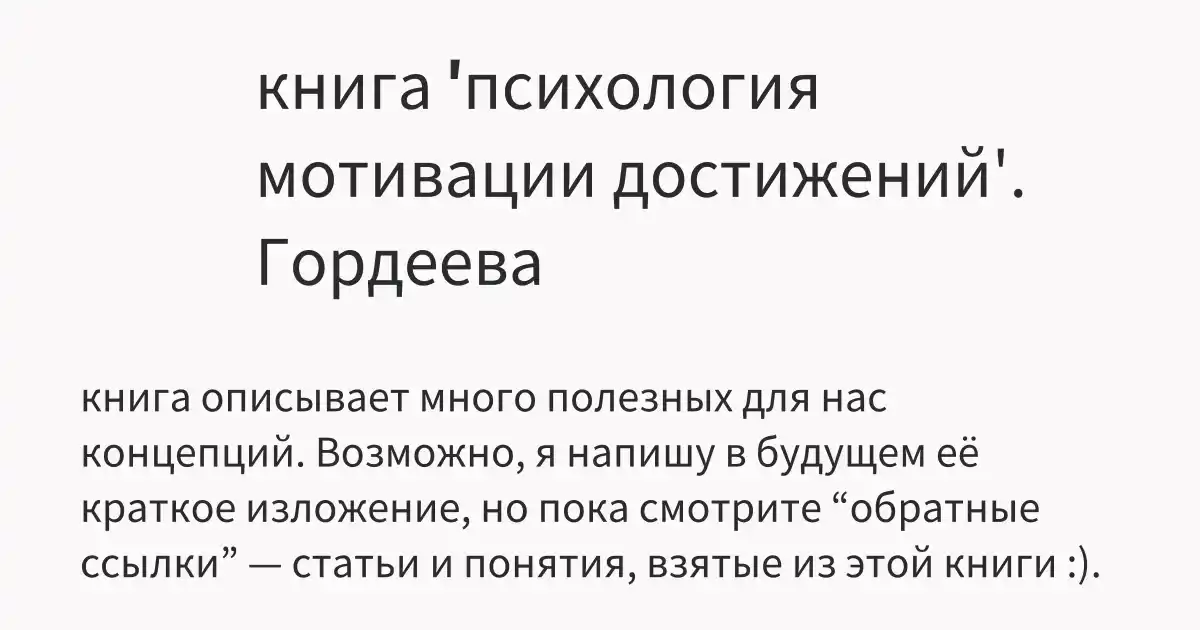 книга 'психология
мотивации достижений'.
Гордеева
книга описывает много полезных для нас
концепций. Возможно, я напишу в будущем её
краткое изложение, но пока смотрите “обратные
ссылки” — статьи и понятия, взятые из этой книги :).